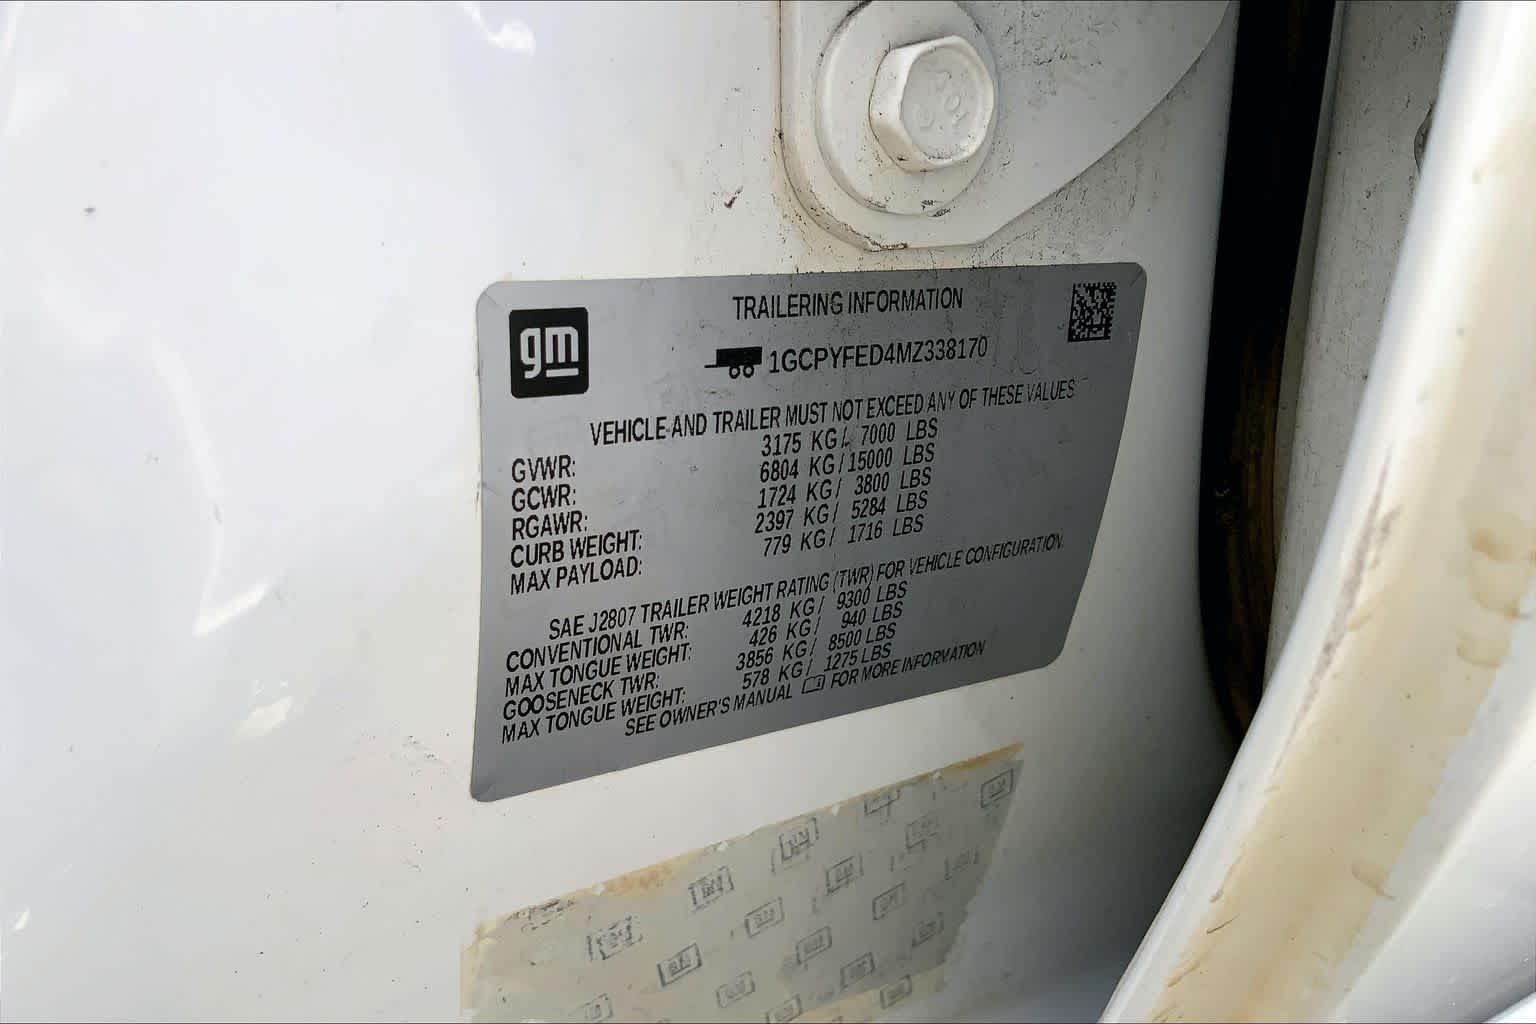 gm
TRAILERING INFORMATION
1GCPYFED4MZ338170
VEHICLE AND TRAILER MUST NOT EXCEED ANY OF THESE VALUES
GVWR: 3175 KG/ 7000 LBS
GCWR: 6804 KG/ 15000 LBS
RGAWR: 1724 KG/ 3800 LBS
CURB WEIGHT: 2397 KG/ 5284 LBS
MAX PAYLOAD: 779 KG/ 1716 LBS
SAE J2807 TRAILER WEIGHT RATING (TWR) FOR VEHICLE CONFIGURATION
CONVENTIONAL TWR: 4218 KG/ 9300 LBS
MAX TONGUE WEIGHT: 426 KG/ 940 LBS
GOOSENECK TWR: 3856 KG/ 8500 LBS
MAX TONGUE WEIGHT: 578 KG/ 1275 LBS
SEE OWNER'S MANUAL FOR MORE INFORMATION